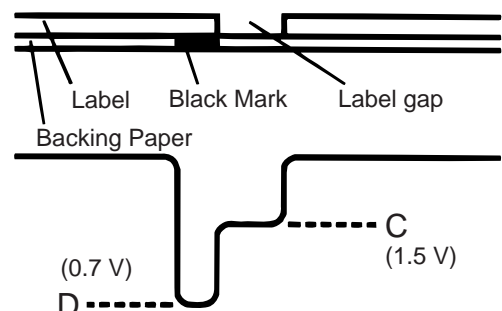 Label
Black Mark
Label gap
Backing Paper
C
(1.5 V)
(0.7 V)
D